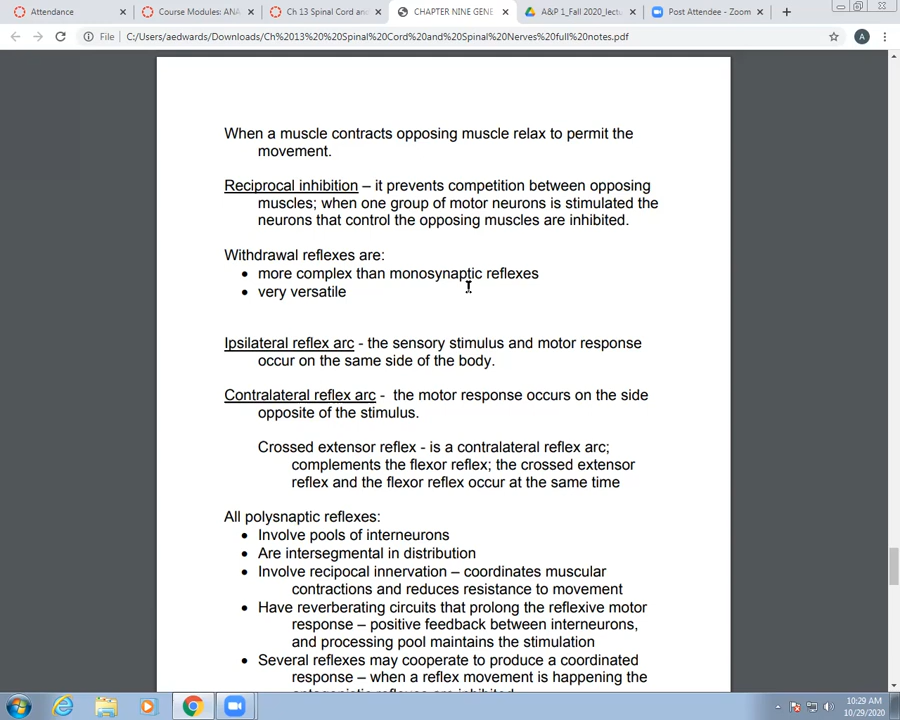 Attendance
Course Modules: ANA
Ch 13 Spinal Cord and
CHAPTER NINE GENE
A&P 1_Fall 2020_lectu
Post Attendee - Zoom
File
C:/Users/aedwards/Downloads/Ch%2013%20%20Spinal%20Cord%20and%20Spinal%20Nerves%20full%20notes.pdf
A
When a muscle contracts opposing muscle relax to permit the
movement.
Reciprocal inhibition – it prevents competition between opposing
muscles; when one group of motor neurons is stimulated the
neurons that control the opposing muscles are inhibited.
Withdrawal reflexes are:
• more complex than monosynaptic reflexes
• very versatile
Ipsilateral reflex arc - the sensory stimulus and motor response
occur on the same side of the body.
Contralateral reflex arc - the motor response occurs on the side
opposite of the stimulus.
Crossed extensor reflex - is a contralateral reflex arc;
complements the flexor reflex; the crossed extensor
reflex and the flexor reflex occur at the same time
All polysnaptic reflexes:
• Involve pools of interneurons
• Are intersegmental in distribution
• Involve recipocal innervation – coordinates muscular
contractions and reduces resistance to movement
• Have reverberating circuits that prolong the reflexive motor
response – positive feedback between interneurons,
and processing pool maintains the stimulation
• Several reflexes may cooperate to produce a coordinated
response – when a reflex movement is happening the
antagonistic reflexes are inhibited
10:29 AM
10/29/2020